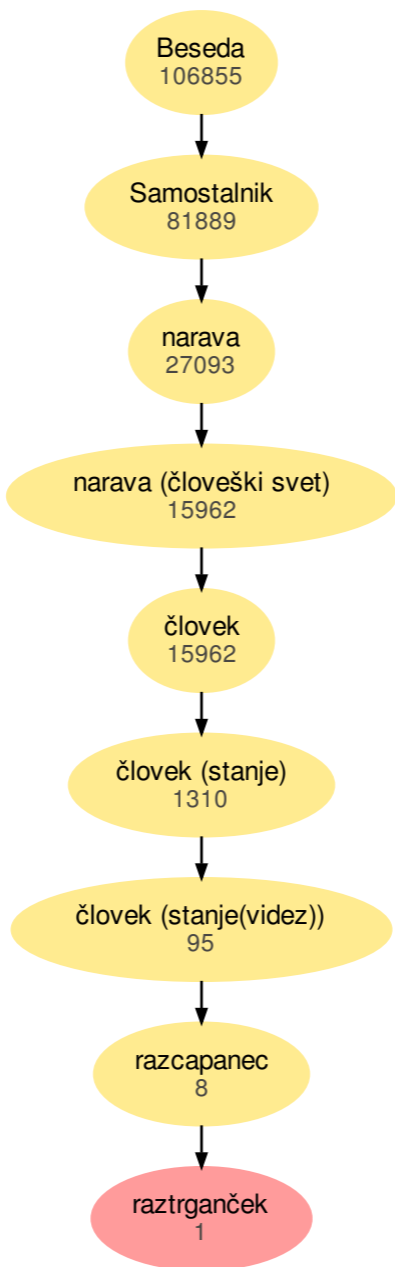 Beseda
106855
Samostalnik
81889
narava
27093
narava (človeški svet)
15962
človek
15962
človek (stanje)
1310
človek (stanje(videz))
95
razcapanec
8
raztrganček
1